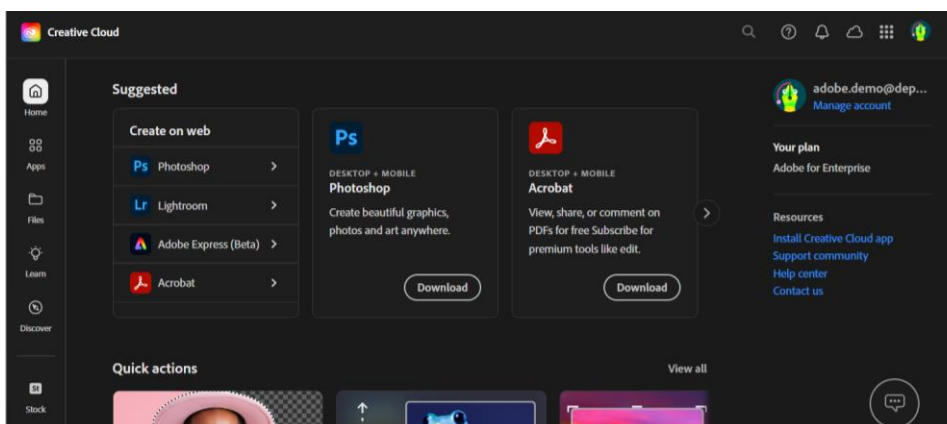 Creative Cloud
Home
Apps
Files
Learn
Discover
St
Stock
Suggested
Create on web
Ps Photoshop
Lr Lightroom
Adobe Express (Beta)
Acrobat
Ps
DESKTOP + MOBILE
Photoshop
Create beautiful graphics,
photos and art anywhere.
Download
DESKTOP + MOBILE
Acrobat
View, share, or comment on
PDFs for free Subscribe for
premium tools like edit.
Download
Quick actions
View all
adobe.demo@dep...
Manage account
Your plan
Adobe for Enterprise
Resources
Install Creative Cloud app
Support community
Help center
Contact us